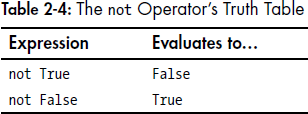 Table 2-4: The not Operator’s Truth Table
Expression Evaluates to…
not True False
not False True